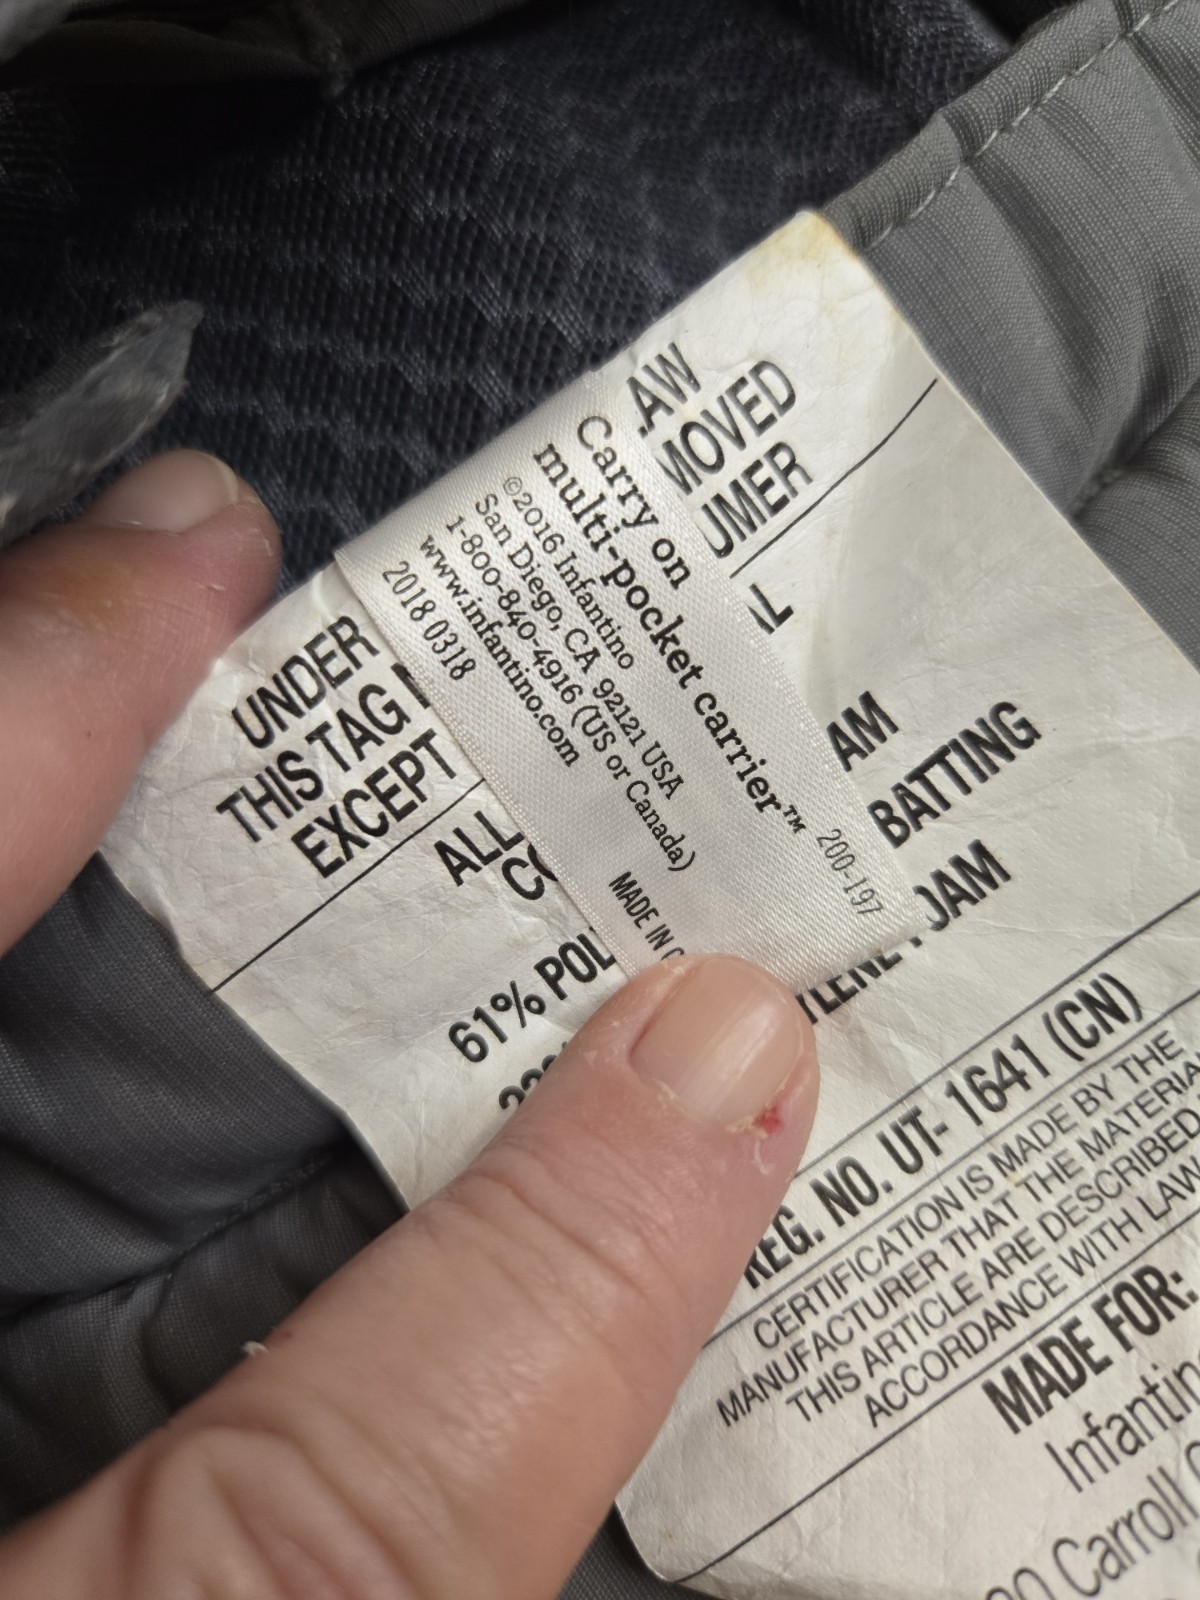 Carry on
multi-pocket carrier™
©2016 Infantino
San Diego, CA 92121 USA
1-800-840-4916 (US or Canada)
www.infantino.com
2018 0318
MADE IN
200-197
UNDER
THIS TAG
EXCEPT
AW
MOVED
UMER
ALL
61% POL
AM
BATTING
OAM
REG. NO. UT- 1641 (CN)
CERTIFICATION IS MADE BY THE
MANUFACTURER THAT THE MATERIA
THIS ARTICLE ARE DESCRIBED
ACCORDANCE WITH LAW
MADE FOR:
Infantin
Carroll